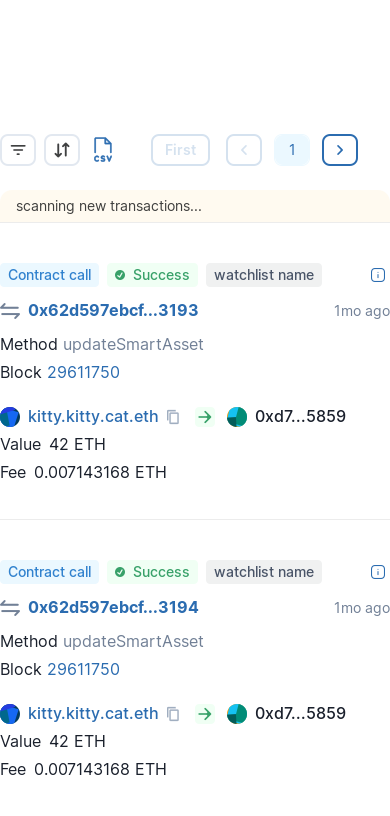 CSV First 1
scanning new transactions...
Contract call Success watchlist name
0x62d597ebcf...3193 1mo ago
Method updateSmartAsset
Block 29611750
kitty.kitty.cat.eth 0xd7...5859
Value 42 ETH
Fee 0.007143168 ETH
Contract call Success watchlist name
0x62d597ebcf...3194 1mo ago
Method updateSmartAsset
Block 29611750
kitty.kitty.cat.eth 0xd7...5859
Value 42 ETH
Fee 0.007143168 ETH